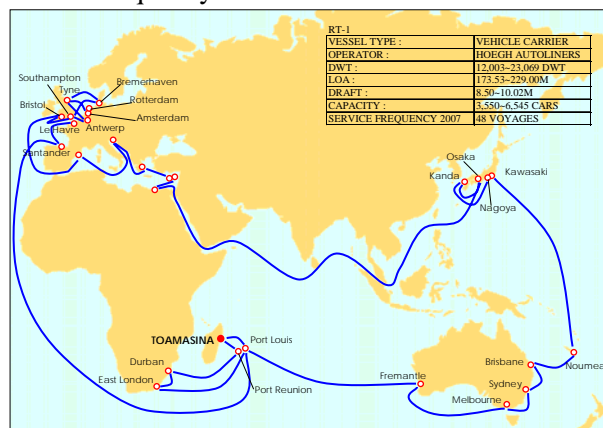 RT-1
VESSEL TYPE : VEHICLE CARRIER
OPERATOR : HOEGH AUTOLINERS
DWT : 12,003~23,069 DWT
LOA : 173.53~229.00M
DRAFT : 8.50~10.02M
CAPACITY : 3,550~6,545 CARS
SERVICE FREQUENCY 2007 48 VOYAGES
Southampton
Tyne
Bremerhaven
Bristol
Rotterdam
Amsterdam
Le Havre
Antwerp
Santander
Osaka
Kanda
Kawasaki
Nagoya
TOAMASINA
Port Louis
Durban
East London
Port Reunion
Fremantle
Brisbane
Noumea
Sydney
Melbourne